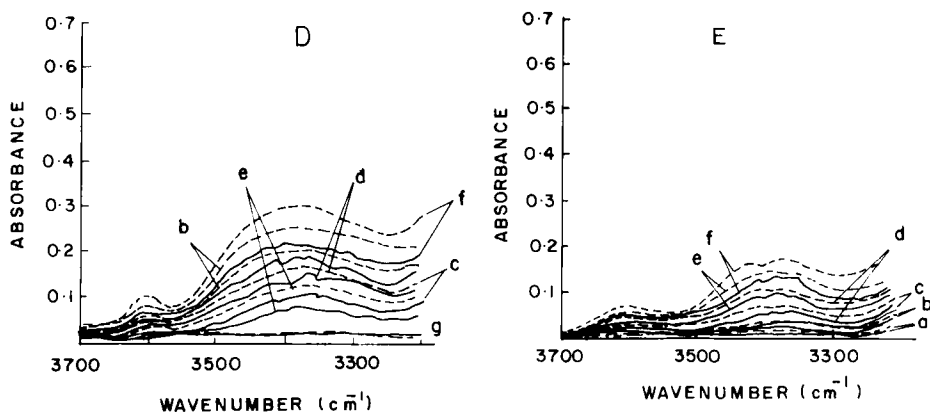 D
0·7
0·6
0·5
0·4
0·3
0·2
0·1
ABSORBANCE
b
e
d
f
c
g
3700
3500
3300
WAVENUMBER (cm⁻¹)
E
0·7
0·6
0·5
0·4
0·3
0·2
0·1
ABSORBANCE
f
e
d
c
b
a
3700
3500
3300
WAVENUMBER (cm⁻¹)